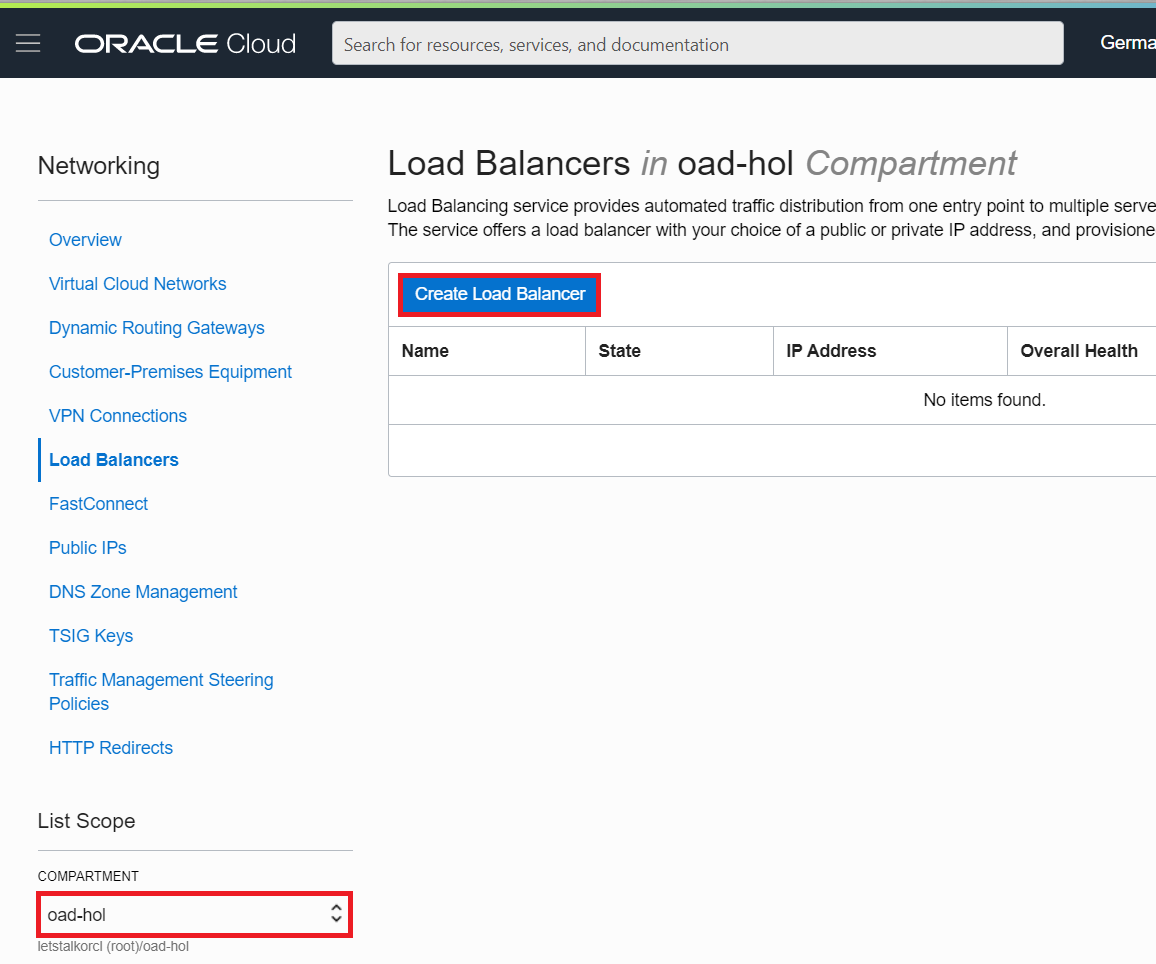 ORACLE Cloud
Search for resources, services, and documentation
Germa
Networking
Overview
Virtual Cloud Networks
Dynamic Routing Gateways
Customer-Premises Equipment
VPN Connections
Load Balancers
FastConnect
Public IPs
DNS Zone Management
TSIG Keys
Traffic Management Steering
Policies
HTTP Redirects
List Scope
COMPARTMENT
oad-hol
letstalkorcl (root)/oad-hol
Load Balancers in oad-hol Compartment
Load Balancing service provides automated traffic distribution from one entry point to multiple serve
The service offers a load balancer with your choice of a public or private IP address, and provisione
Create Load Balancer
Name State IP Address Overall Health
No items found.